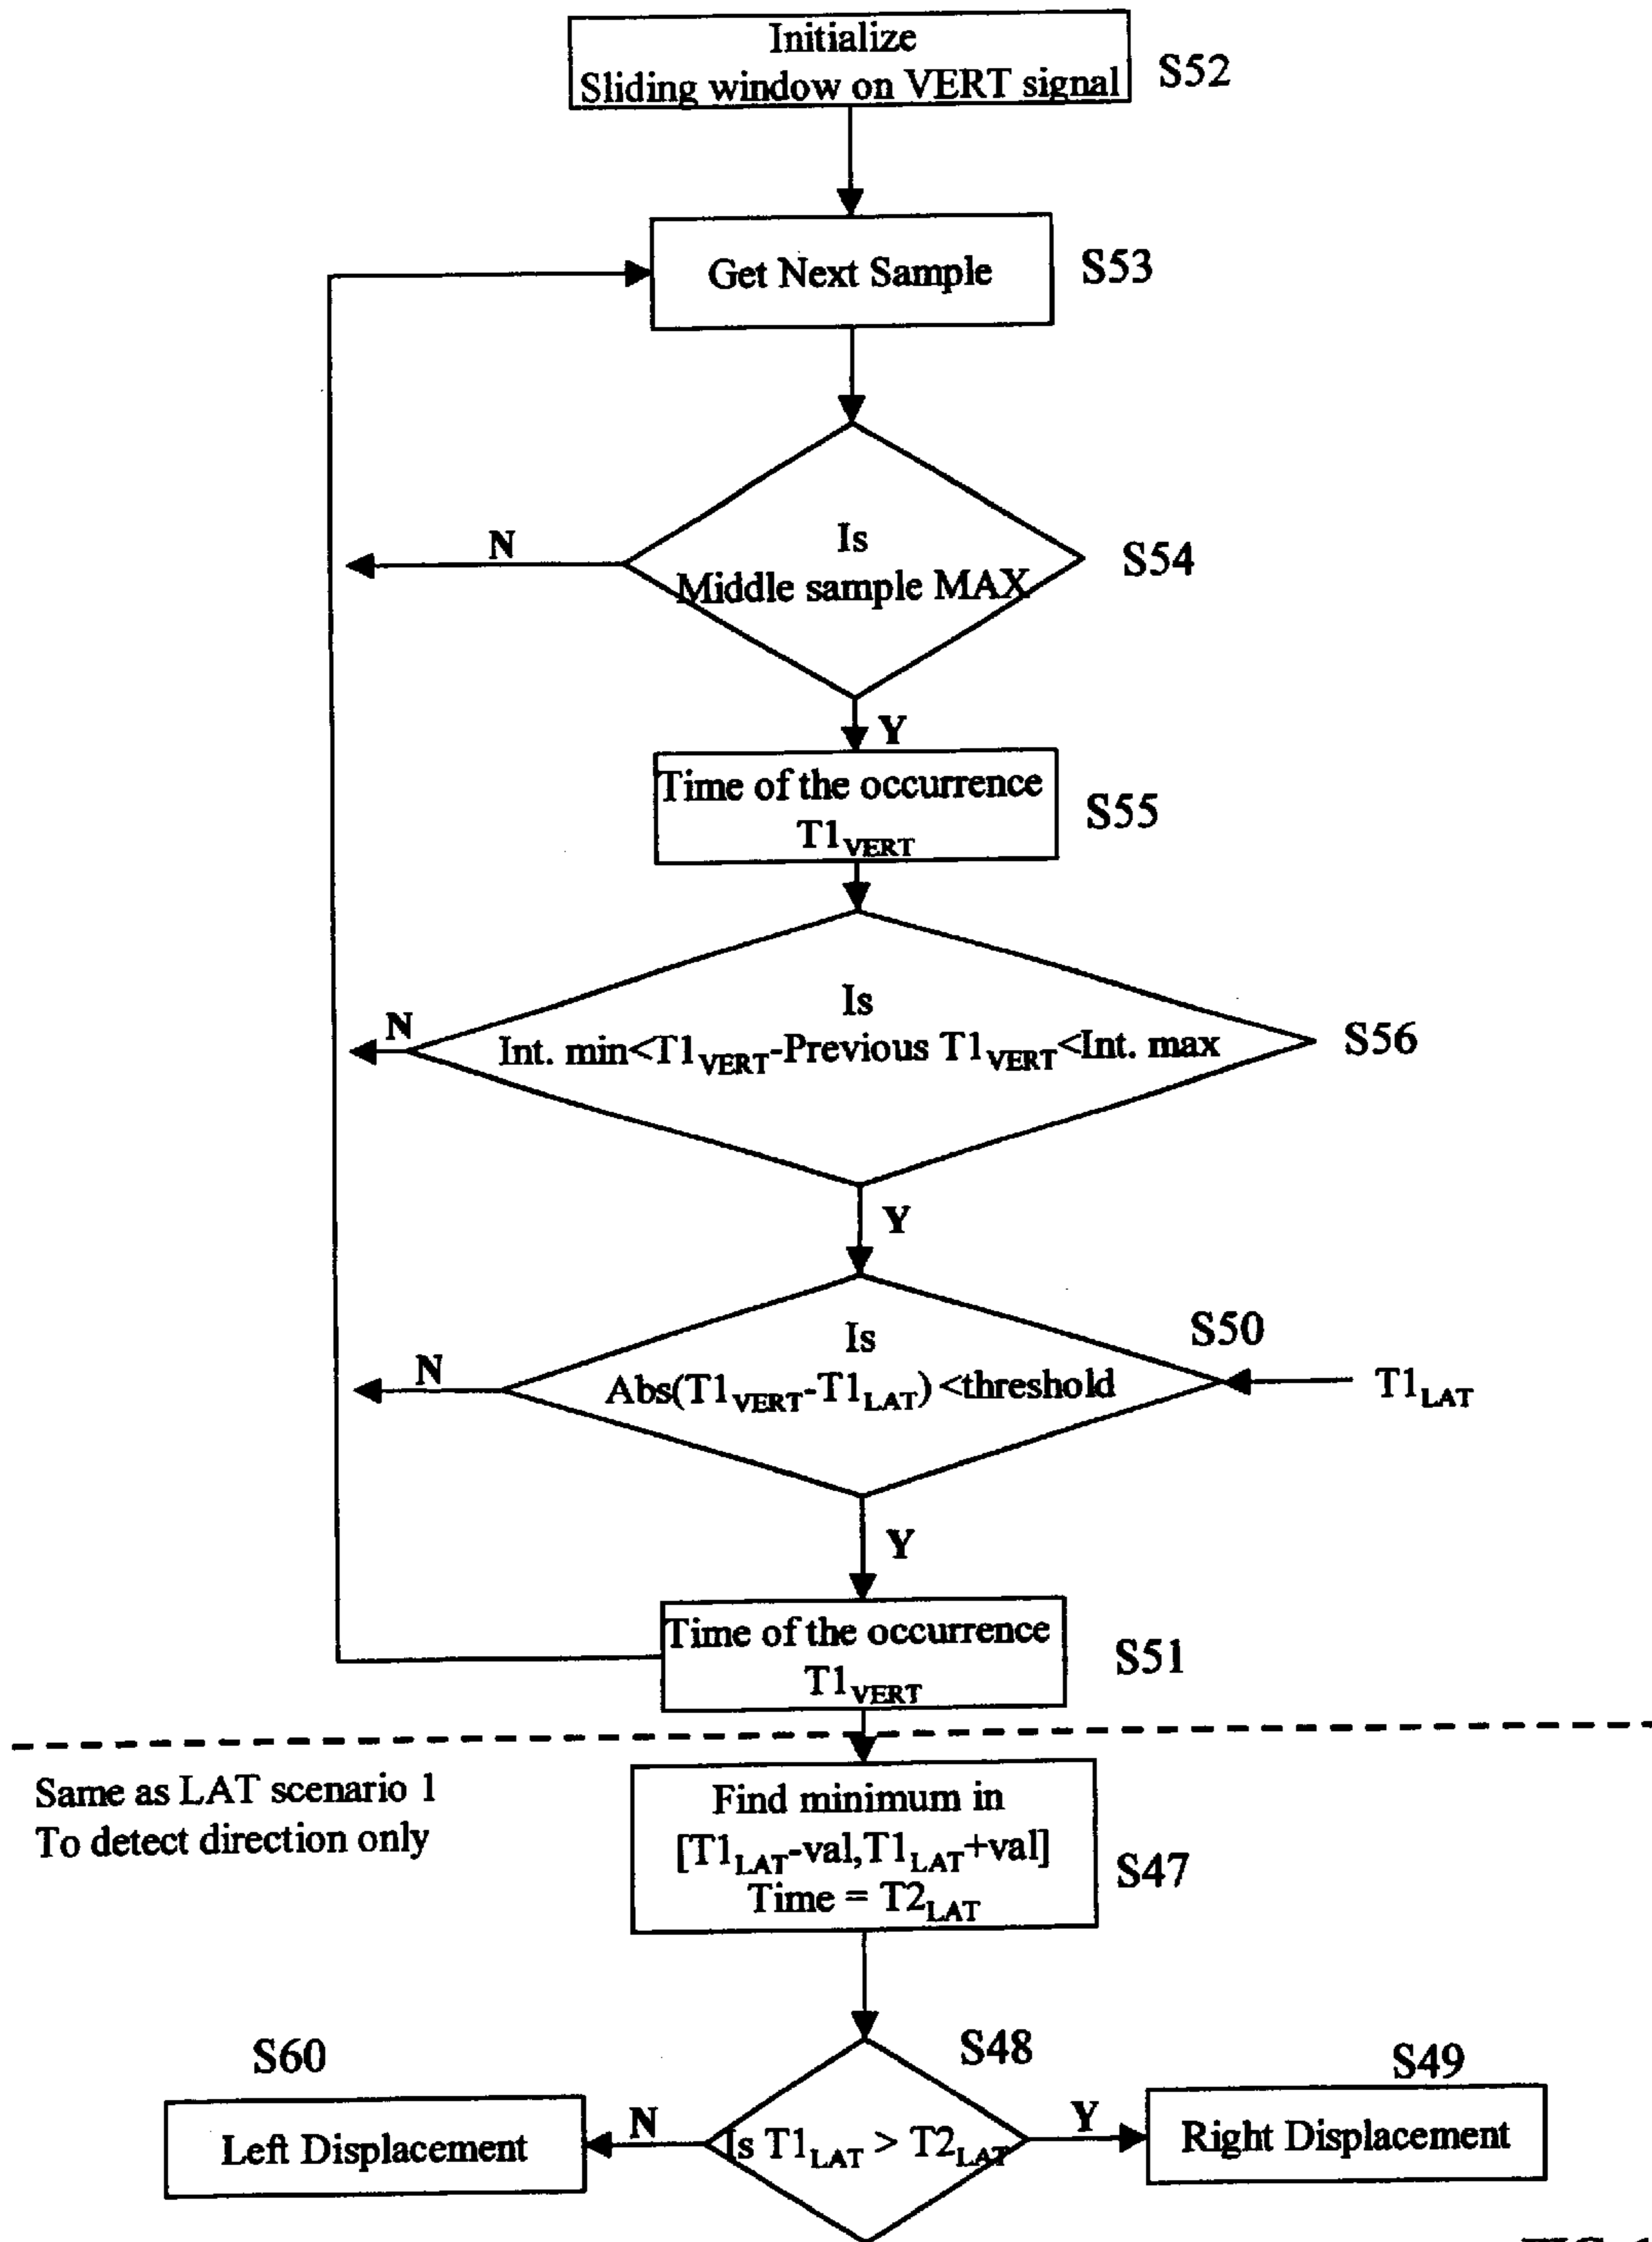 Initialize
Sliding window on VERT signal
S52
Get Next Sample
S53
Is
Middle sample MAX
S54
N
Y
Time of the occurrence
T1VERT
S55
Is
Int. min<T1VERT-Previous T1VERT<Int. max
S56
N
Y
Is
Abs(T1VERT-T1LAT)<threshold
S50
N
T1LAT
Y
Time of the occurrence
T1VERT
S51
Same as LAT scenario 1
To detect direction only
Find minimum in
[T1LAT-val,T1LAT+val]
Time = T2LAT
S47
S60
S48
S49
Left Displacement
N
Is T1LAT > T2LAT
Y
Right Displacement